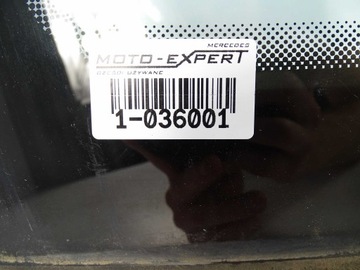 MERCEDES
MOTO-EXPERT
CZĘŚCI UŻYWANE
1-036001